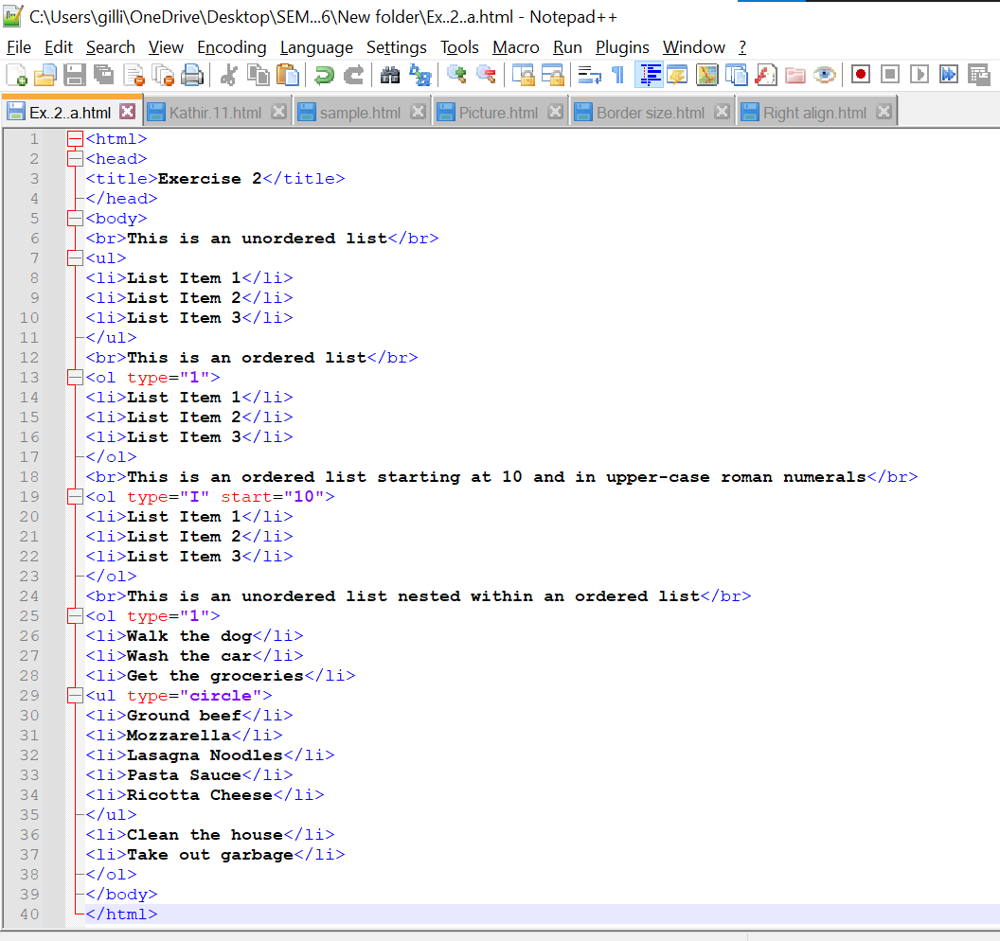 C:\Users\gilli\OneDrive\Desktop\SEM...6\New folder\Ex..2..a.html - Notepad++
File Edit Search View Encoding Language Settings Tools Macro Run Plugins Window ?
Ex..2..a.html Kathir.11.html sample.html Picture.html Border size.html Right align.html
1 <html>
2 <head>
3 <title>Exercise 2</title>
4 </head>
5 <body>
6 <br>This is an unordered list</br>
7 <ul>
8 <li>List Item 1</li>
9 <li>List Item 2</li>
10 <li>List Item 3</li>
11 </ul>
12 <br>This is an ordered list</br>
13 <ol type="1">
14 <li>List Item 1</li>
15 <li>List Item 2</li>
16 <li>List Item 3</li>
17 </ol>
18 <br>This is an ordered list starting at 10 and in upper-case roman numerals</br>
19 <ol type="I" start="10">
20 <li>List Item 1</li>
21 <li>List Item 2</li>
22 <li>List Item 3</li>
23 </ol>
24 <br>This is an unordered list nested within an ordered list</br>
25 <ol type="1">
26 <li>Walk the dog</li>
27 <li>Wash the car</li>
28 <li>Get the groceries</li>
29 <ul type="circle">
30 <li>Ground beef</li>
31 <li>Mozzarella</li>
32 <li>Lasagna Noodles</li>
33 <li>Pasta Sauce</li>
34 <li>Ricotta Cheese</li>
35 </ul>
36 <li>Clean the house</li>
37 <li>Take out garbage</li>
38 </ol>
39 </body>
40 </html>